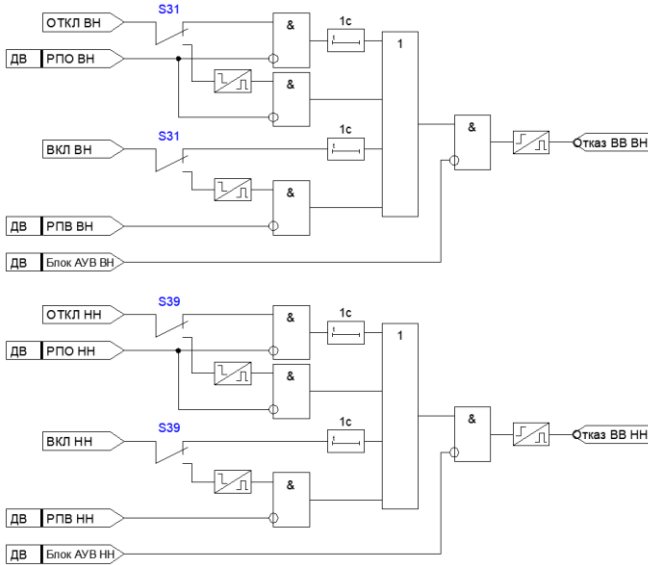 S31
ОТКЛ ВН
&
1с
1
ДВ РПО ВН
&
S31
1с
&
Отказ ВВ ВН
ВКЛ ВН
&
ДВ РПВ ВН
ДВ Блок АУВ ВН
S39
ОТКЛ НН
&
1с
1
ДВ РПО НН
&
S39
1с
&
Отказ ВВ НН
ВКЛ НН
&
ДВ РПВ НН
ДВ Блок АУВ НН